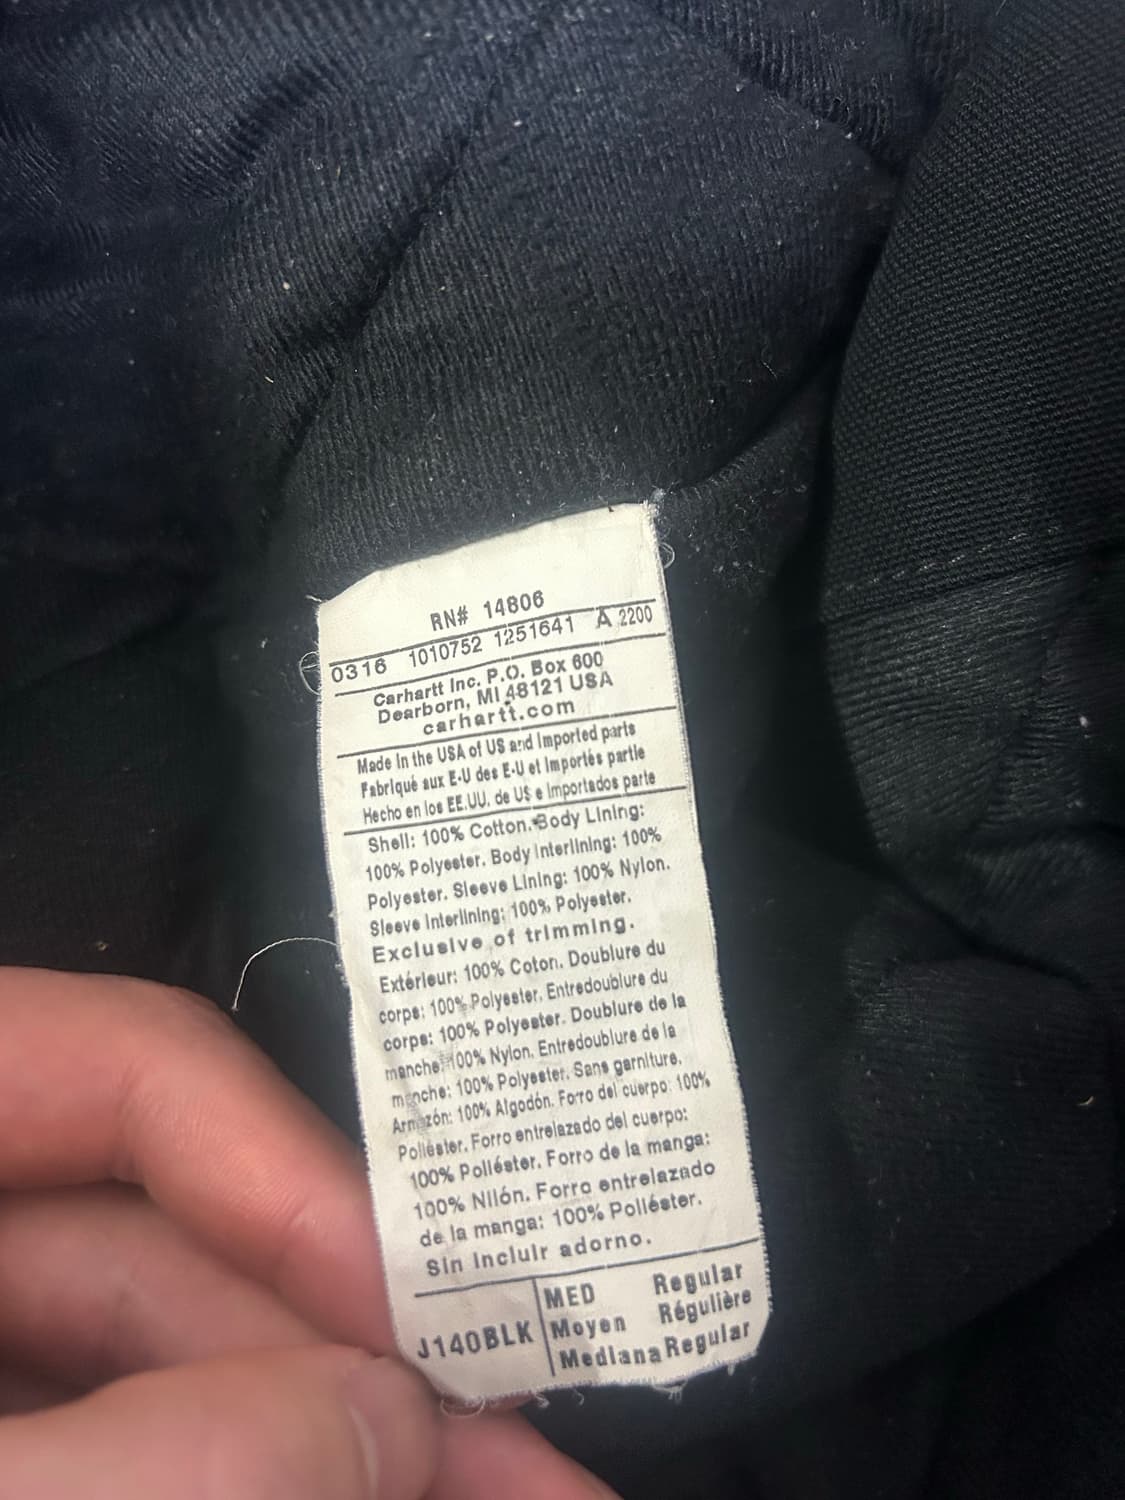 RN# 14806
0316 1010752 1251641 A 2200
Carhartt Inc. P.O. Box 600
Dearborn, MI 48121 USA
carhartt.com
Made in the USA of US and Imported parts
Fabriqué aux E-U des E-U et Importés partie
Hecho en los EE.UU. de US e Importados parte
Shell: 100% Cotton. Body Lining:
100% Polyester. Body Interlining: 100%
Polyester. Sleeve Lining: 100% Nylon.
Sleeve Interlining: 100% Polyester.
Exclusive of trimming.
Extérieur: 100% Coton. Doublure du
corps: 100% Polyester. Entredoublure du
corps: 100% Polyester. Doublure de la
manche: 100% Nylon. Entredoublure de la
manche: 100% Polyester. Sans garniture.
Armazón: 100% Algodón. Forro del cuerpo: 100%
Poliéster. Forro entrelazado del cuerpo:
100% Poliéster. Forro de la manga:
100% Nilón. Forro entrelazado
de la manga: 100% Poliéster.
Sin incluir adorno.
J140BLK
MED Regular
Moyen Régulière
Mediana Regular